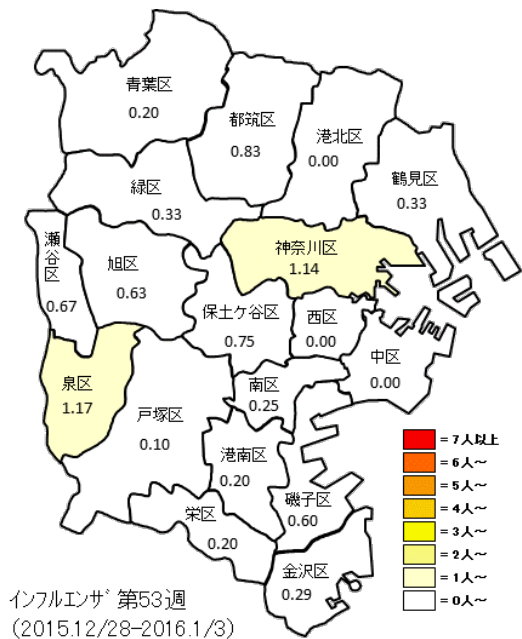 青葉区
0.20
都筑区
0.83
港北区
0.00
鶴見区
0.33
緑区
0.33
瀬谷区
0.67
旭区
0.63
神奈川区
1.14
保土ケ谷区
0.75
西区
0.00
中区
0.00
泉区
1.17
戸塚区
0.10
南区
0.25
港南区
0.20
磯子区
0.60
栄区
0.20
金沢区
0.29
=7人以上
=6人～
=5人～
=4人～
=3人～
=2人～
=1人～
=0人～
インフルエンザ 第53週
(2015.12/28-2016.1/3)